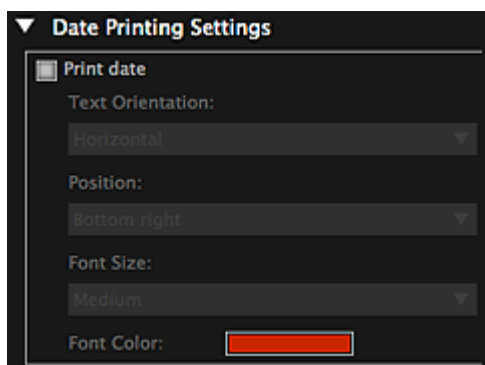 Date Printing Settings
Print date
Text Orientation:
Horizontal
Position:
Bottom right
Font Size:
Medium
Font Color: